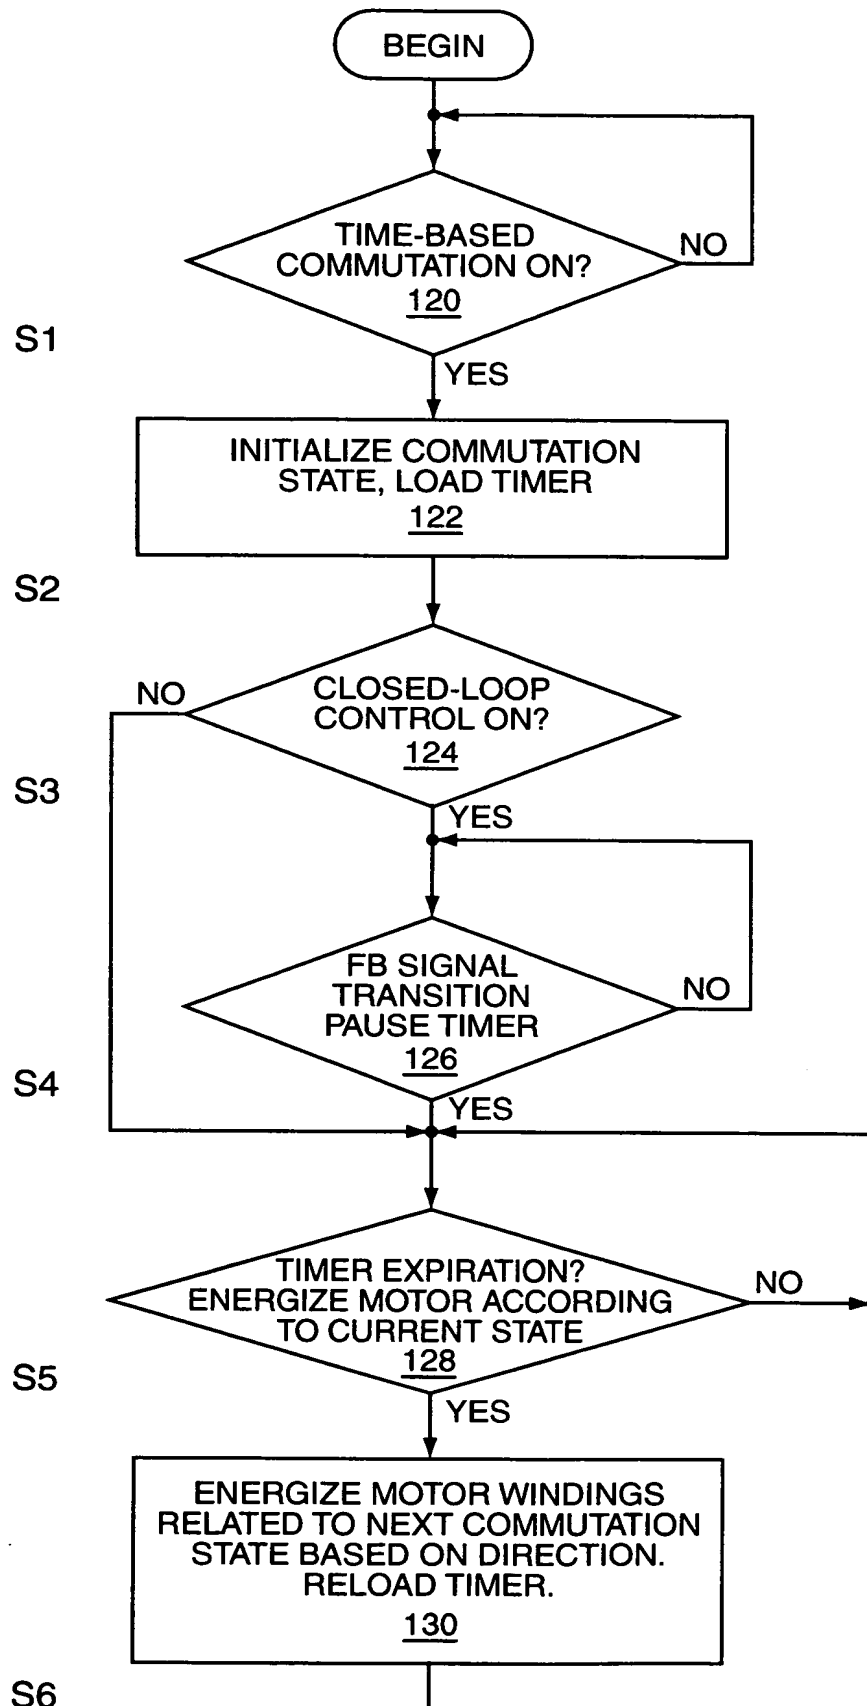 BEGIN
TIME-BASED
COMMUTATION ON?
120
NO
S1
YES
INITIALIZE COMMUTATION
STATE, LOAD TIMER
122
S2
NO
CLOSED-LOOP
CONTROL ON?
124
S3
YES
FB SIGNAL
TRANSITION
PAUSE TIMER
126
NO
S4
YES
TIMER EXPIRATION?
ENERGIZE MOTOR ACCORDING
TO CURRENT STATE
128
NO
S5
YES
ENERGIZE MOTOR WINDINGS
RELATED TO NEXT COMMUTATION
STATE BASED ON DIRECTION.
RELOAD TIMER.
130
S6